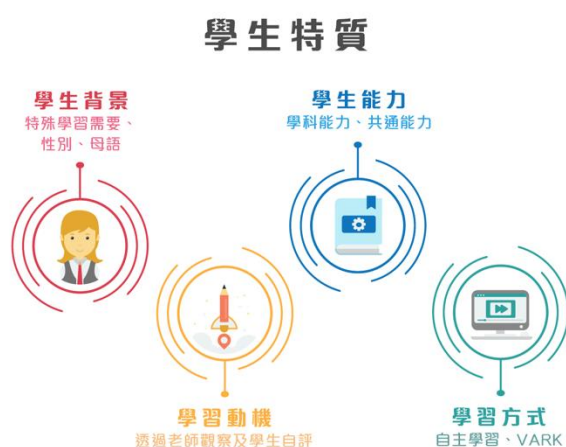 學生特質
學生背景
特殊學習需要、
性別、母語
學生能力
學科能力、共通能力
學習動機
透過老師觀察及學生自評
學習方式
自主學習、VARK